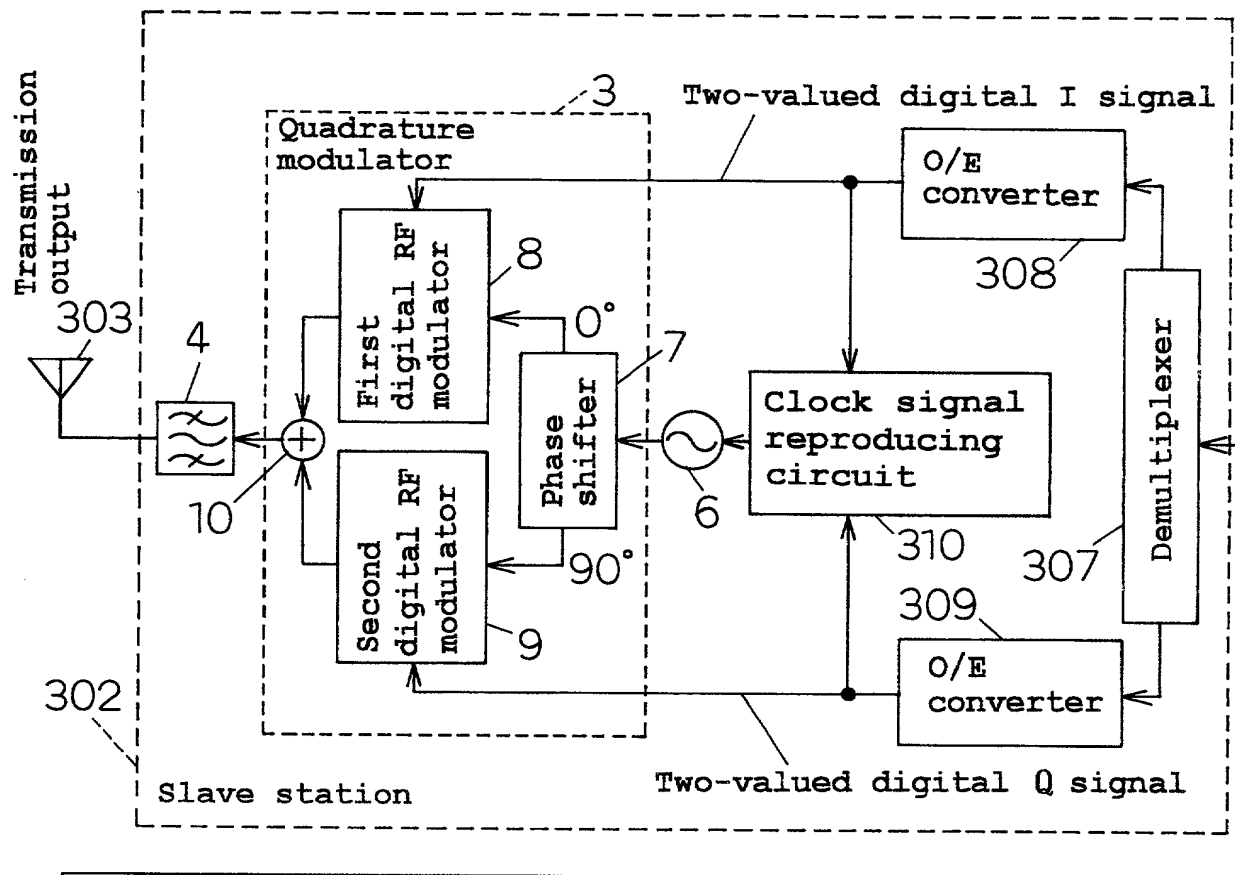 Transmission
output
303
4
3
Quadrature
modulator
Two-valued digital I signal
O/E
converter
308
First
digital RF
modulator
8
0°
7
Phase
shifter
Clock signal
reproducing
circuit
310
6
10
Demultiplexer
307
90°
Second
digital RF
modulator
9
309
O/E
converter
302
Slave station
Two-valued digital Q signal